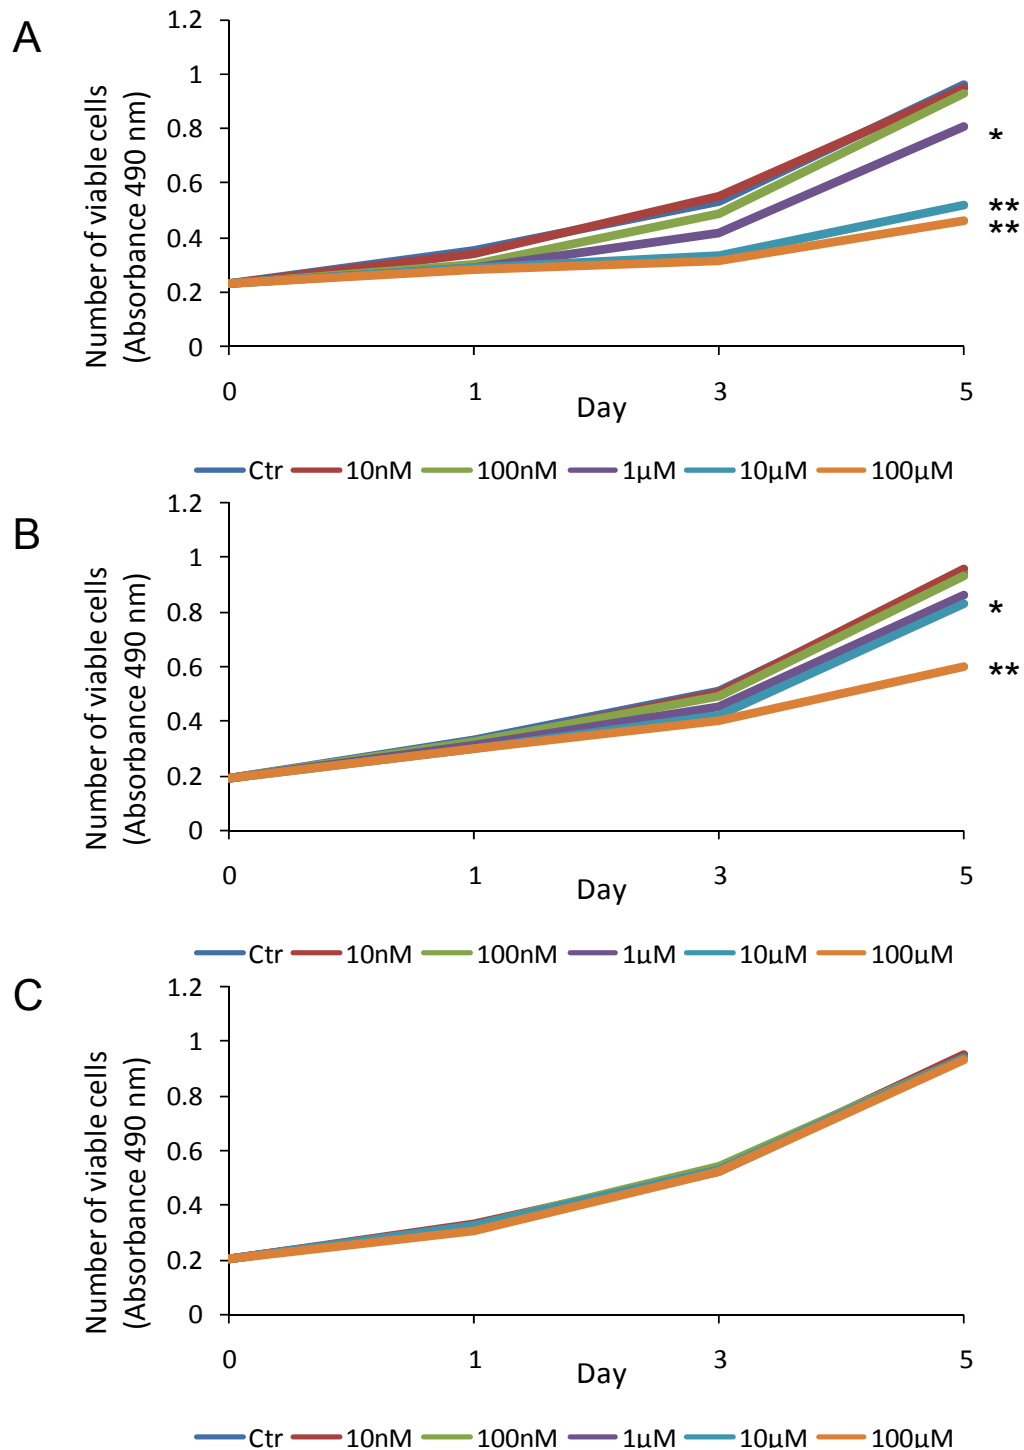 A
Number of viable cells
(Absorbance 490 nm)
1.2
1
0.8
0.6
0.4
0.2
0
*
**
**
0 1 3 5
Day
Ctr 10nM 100nM 1µM 10µM 100µM
B
Number of viable cells
(Absorbance 490 nm)
1.2
1
0.8
0.6
0.4
0.2
0
*
**
0 1 3 5
Day
Ctr 10nM 100nM 1µM 10µM 100µM
C
Number of viable cells
(Absorbance 490 nm)
1.2
1
0.8
0.6
0.4
0.2
0
0 1 3 5
Day
Ctr 10nM 100nM 1µM 10µM 100µM